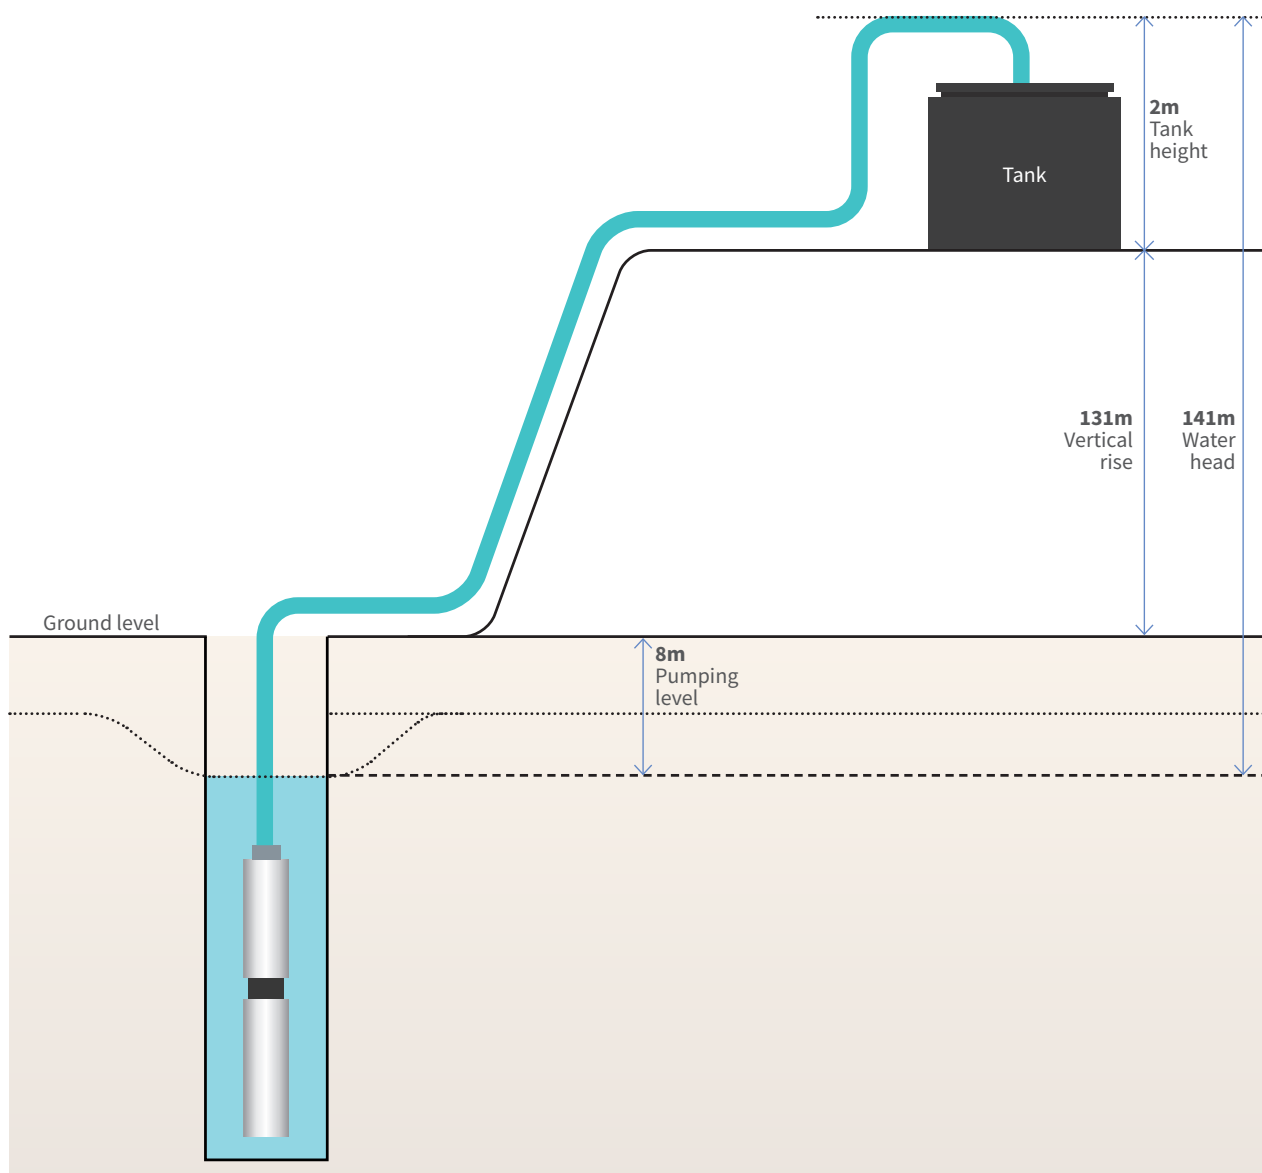 2m
Tank
height
Tank
131m
Vertical
rise
141m
Water
head
Ground level
8m
Pumping
level